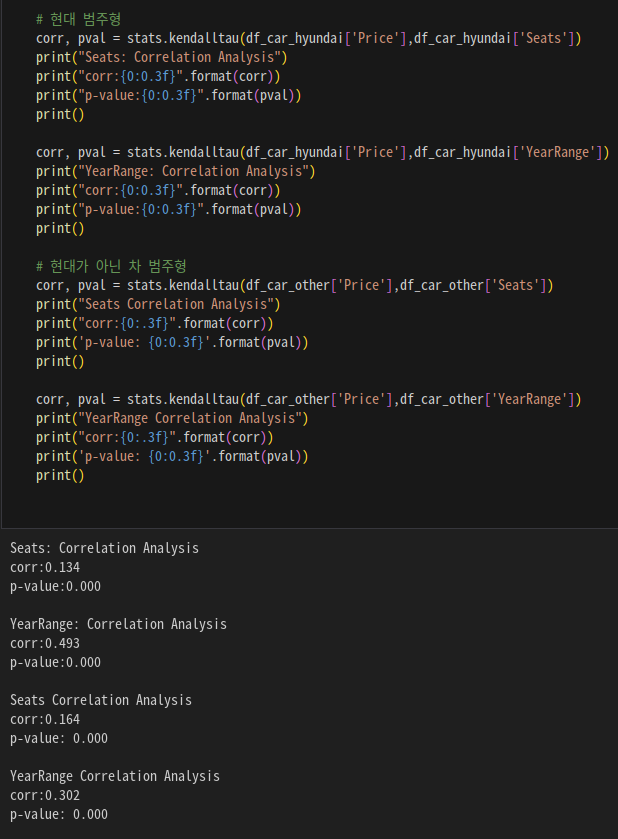 # 현대 범주형
corr, pval = stats.kendalltau(df_car_hyundai['Price'],df_car_hyundai['Seats'])
print("Seats: Correlation Analysis")
print("corr:{0:0.3f}".format(corr))
print("p-value:{0:0.3f}".format(pval))
print()
corr, pval = stats.kendalltau(df_car_hyundai['Price'],df_car_hyundai['YearRange'])
print("YearRange: Correlation Analysis")
print("corr:{0:0.3f}".format(corr))
print("p-value:{0:0.3f}".format(pval))
print()
# 현대가 아닌 차 범주형
corr, pval = stats.kendalltau(df_car_other['Price'],df_car_other['Seats'])
print("Seats Correlation Analysis")
print("corr:{0:.3f}".format(corr))
print('p-value: {0:0.3f}'.format(pval))
print()
corr, pval = stats.kendalltau(df_car_other['Price'],df_car_other['YearRange'])
print("YearRange Correlation Analysis")
print("corr:{0:.3f}".format(corr))
print('p-value: {0:0.3f}'.format(pval))
print()
Seats: Correlation Analysis
corr:0.134
p-value:0.000
YearRange: Correlation Analysis
corr:0.493
p-value:0.000
Seats Correlation Analysis
corr:0.164
p-value: 0.000
YearRange Correlation Analysis
corr:0.302
p-value: 0.000